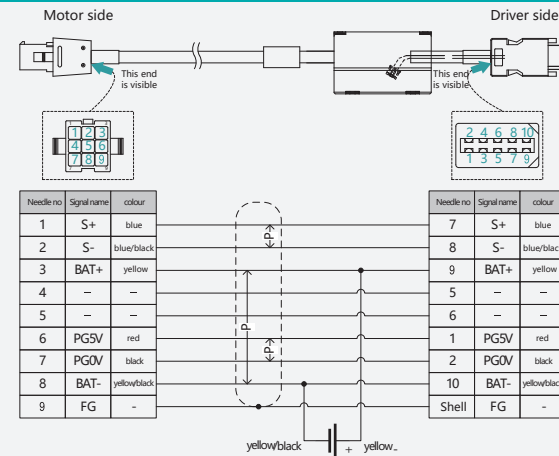 Motor side
Driver side
This end
is visible
This end
is visible
1 2 3
4 5 6
7 8 9
2 4 6 8 10
1 3 5 7 9
Needle no Signal name colour
1 S+ blue
2 S- blue/black
3 BAT+ yellow
4 – –
5 – –
6 PG5V red
7 PG0V black
8 BAT- yellow/black
9 FG -
P
P
P
Needle no Signal name colour
7 S+ blue
8 S- blue/black
9 BAT+ yellow
5 – –
6 – –
1 PG5V red
2 PG0V black
10 BAT- yellow/black
Shell FG -
yellow/black + yellow -